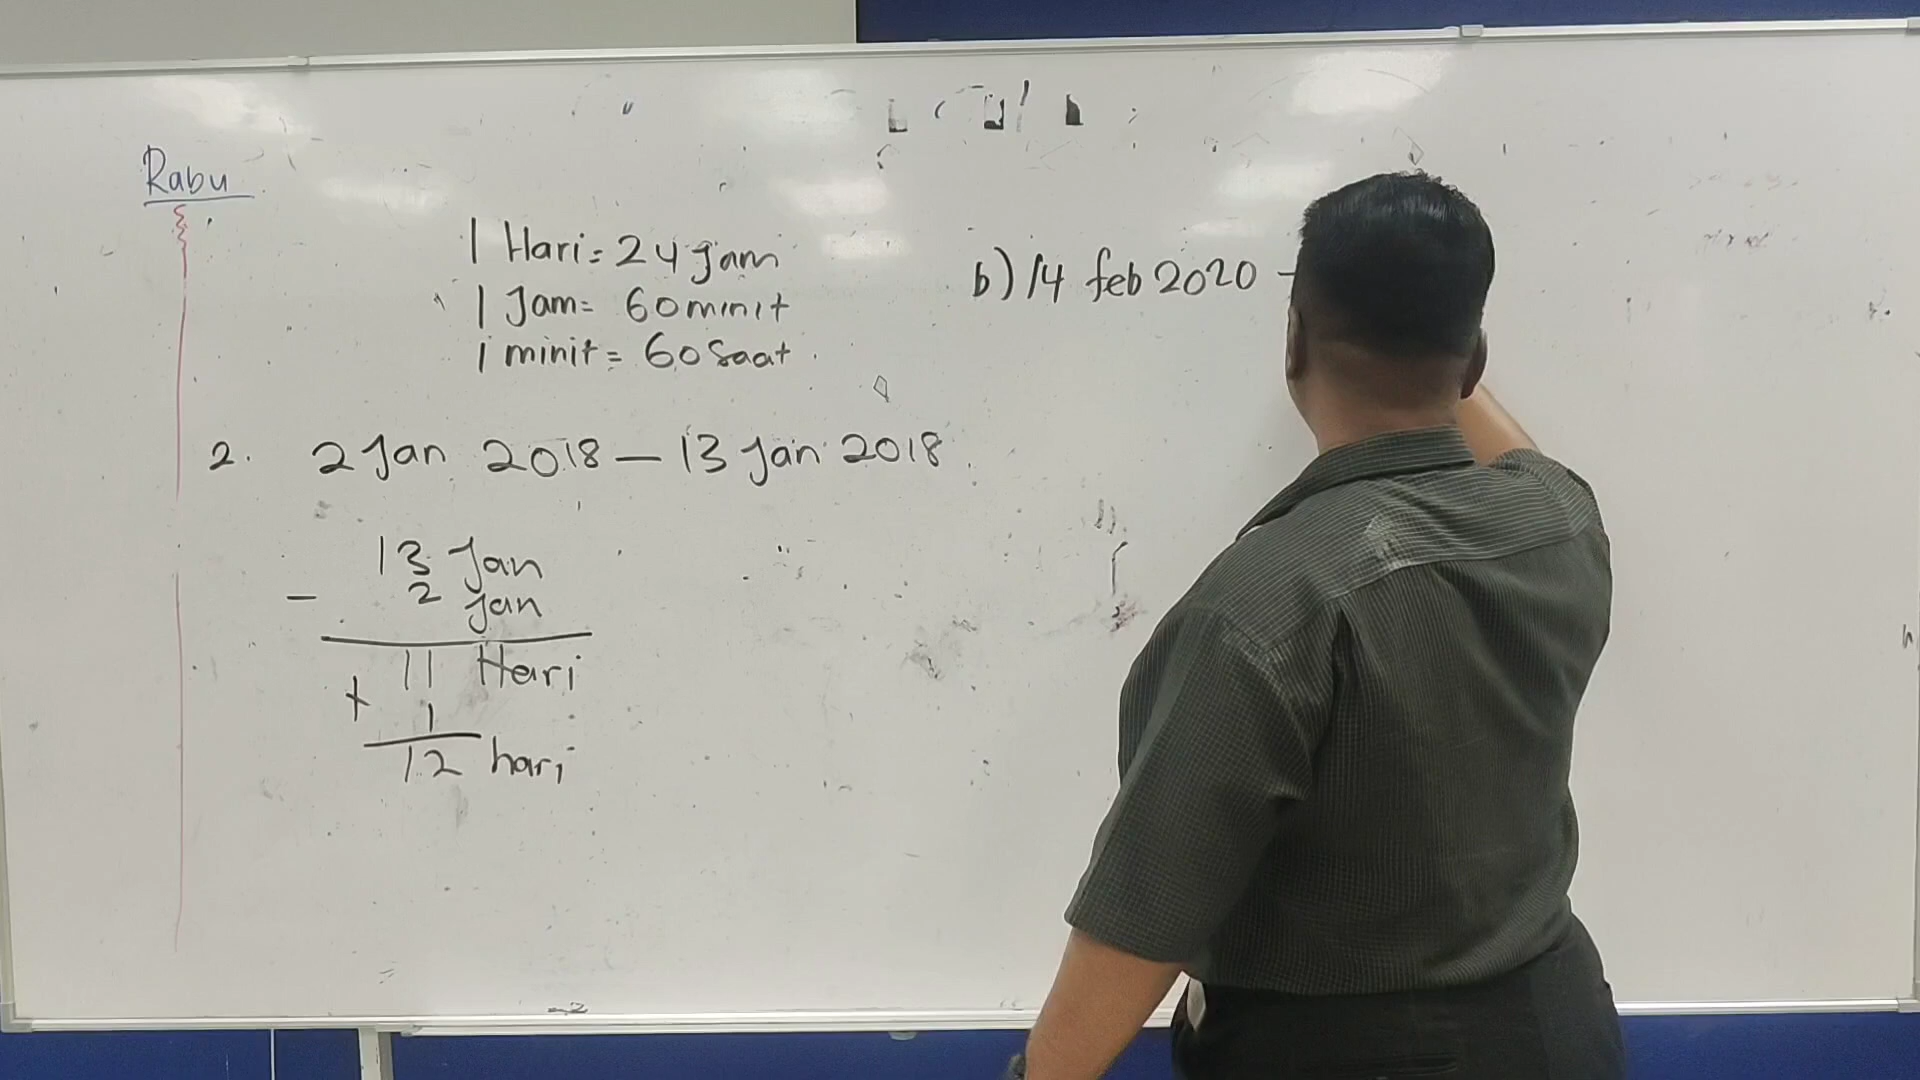 Rabu
1 Hari = 24 jam
1 Jam = 60 minit
1 minit = 60 Saat
2. 2 Jan 2018 — 13 Jan 2018
13 Jan
- 2 Jan
11 Hari
+ 1
12 hari
b) 14 feb 2020 -